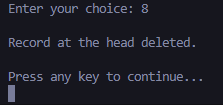 Enter your choice: 8
Record at the head deleted.
Press any key to continue...